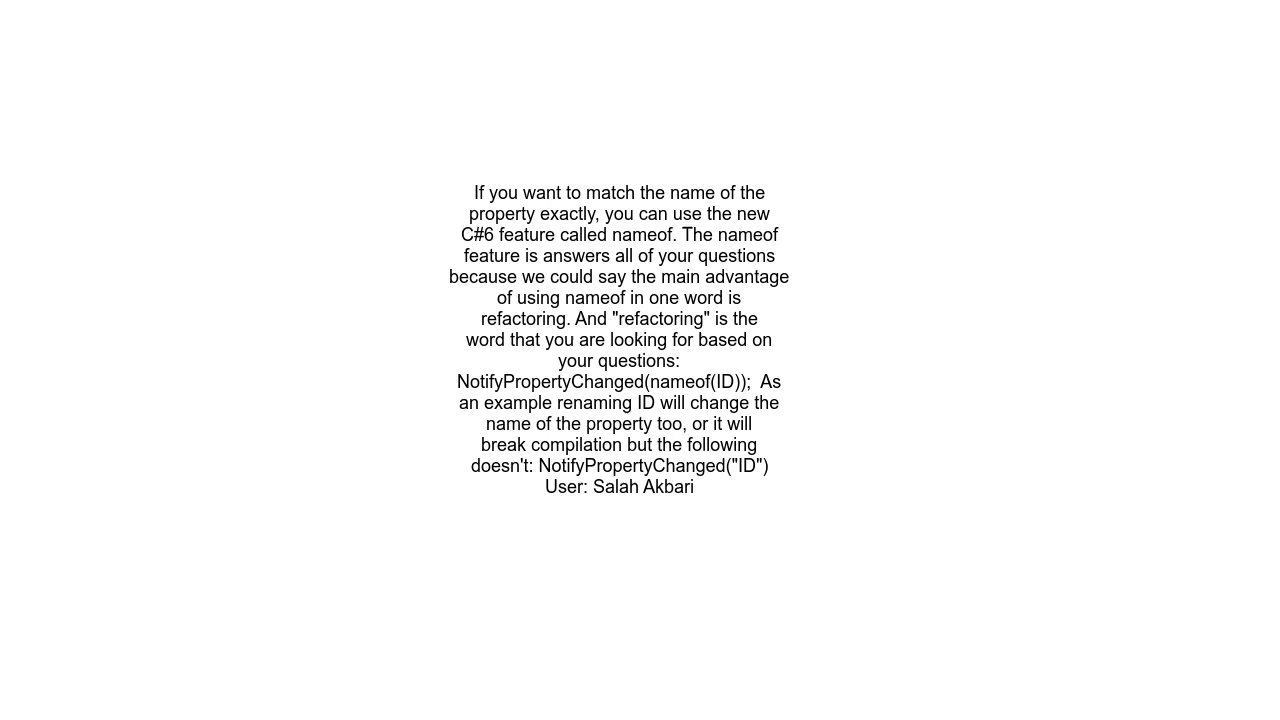 If you want to match the name of the
property exactly, you can use the new
C#6 feature called nameof. The nameof
feature is answers all of your questions
because we could say the main advantage
of using nameof in one word is
refactoring. And "refactoring" is the
word that you are looking for based on
your questions:
NotifyPropertyChanged(nameof(ID));  As
an example renaming ID will change the
name of the property too, or it will
break compilation but the following
doesn't: NotifyPropertyChanged("ID")
User: Salah Akbari